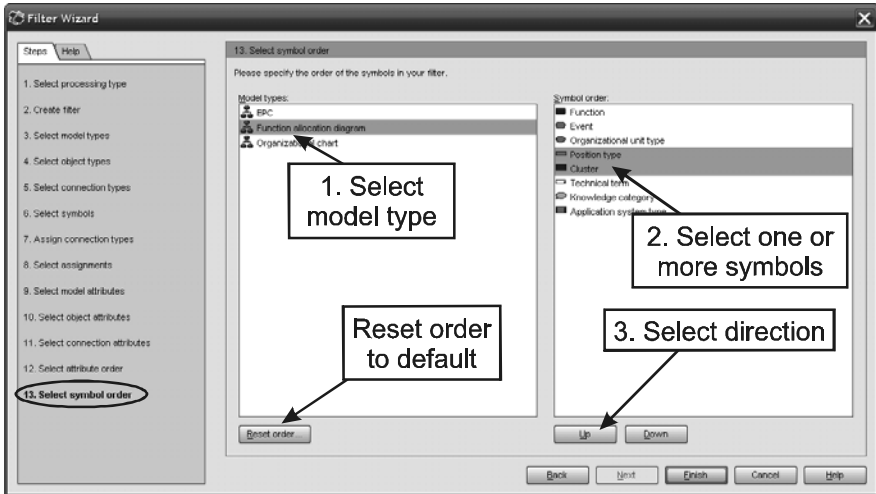 Filter Wizard
Steps Help
1. Select processing type
2. Create filter
3. Select model types
4. Select object types
5. Select connection types
6. Select symbols
7. Assign connection types
8. Select assignments
9. Select model attributes
10. Select object attributes
11. Select connection attributes
12. Select attribute order
13. Select symbol order
13. Select symbol order
Please specify the order of the symbols in your filter.
Model types:
EPC
Function allocation diagram
Organizational chart
1. Select
model type
Reset order
to default
Reset order...
Symbol order:
Function
Event
Organizational unit type
Position type
Cluster
Technical term
Knowledge category
Application system type
2. Select one or
more symbols
3. Select direction
Up Down
Back Next Finish Cancel Help